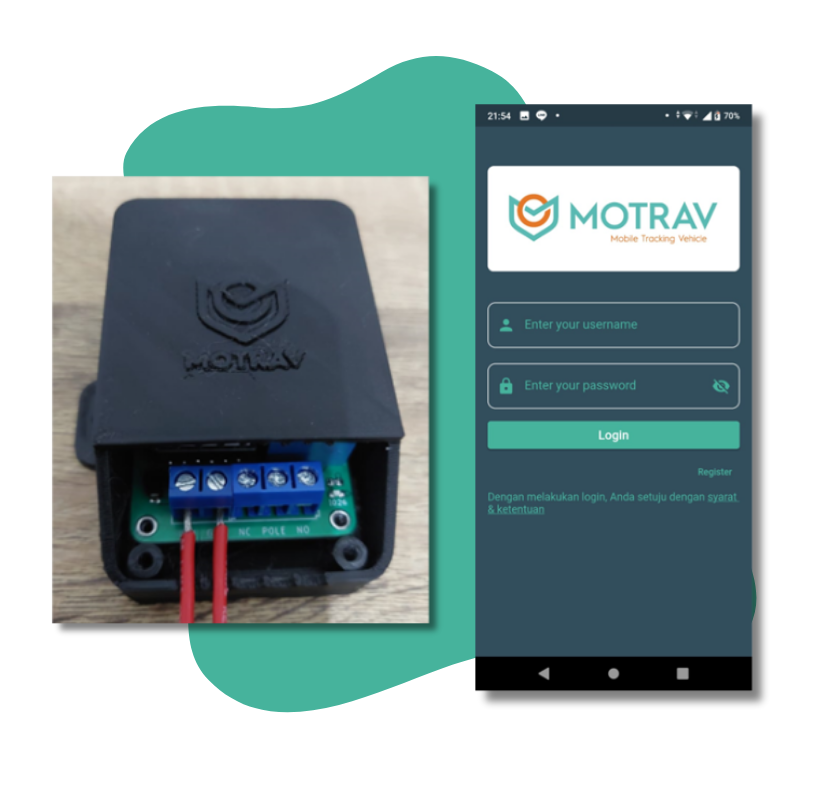 MOTRAV
NC POLE NO
21:54
70%
MOTRAV
Mobile Tracking Vehicle
Enter your username
Enter your password
Login
Register
Dengan melakukan login, Anda setuju dengan syarat
& ketentuan